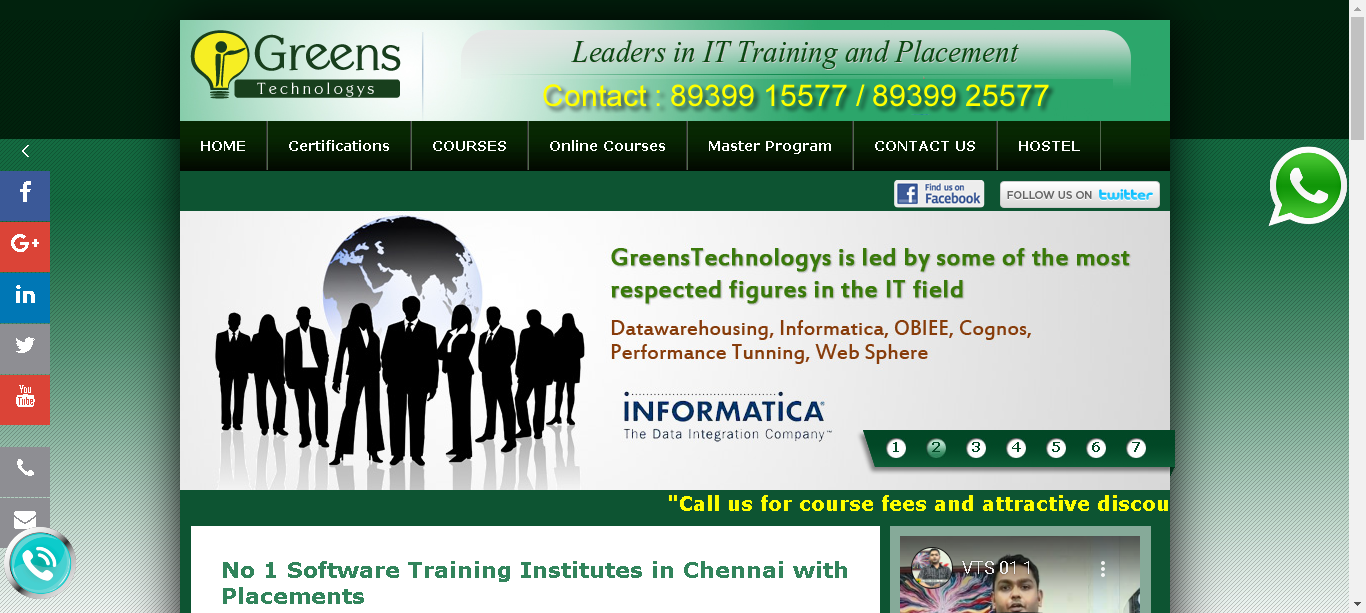 Greens
Technologys
Leaders in IT Training and Placement
Contact : 89399 15577 / 89399 25577
HOME Certifications COURSES Online Courses Master Program CONTACT US HOSTEL
Find us on
Facebook
FOLLOW US ON twitter
f
G+
in
You
Tube
GreensTechnologys is led by some of the most
respected figures in the IT field
Datawarehousing, Informatica, OBIEE, Cognos,
Performance Tunning, Web Sphere
INFORMATICA®
The Data Integration Company™
1 2 3 4 5 6 7
"Call us for course fees and attractive discou
No 1 Software Training Institutes in Chennai with
Placements
VTS 01 1